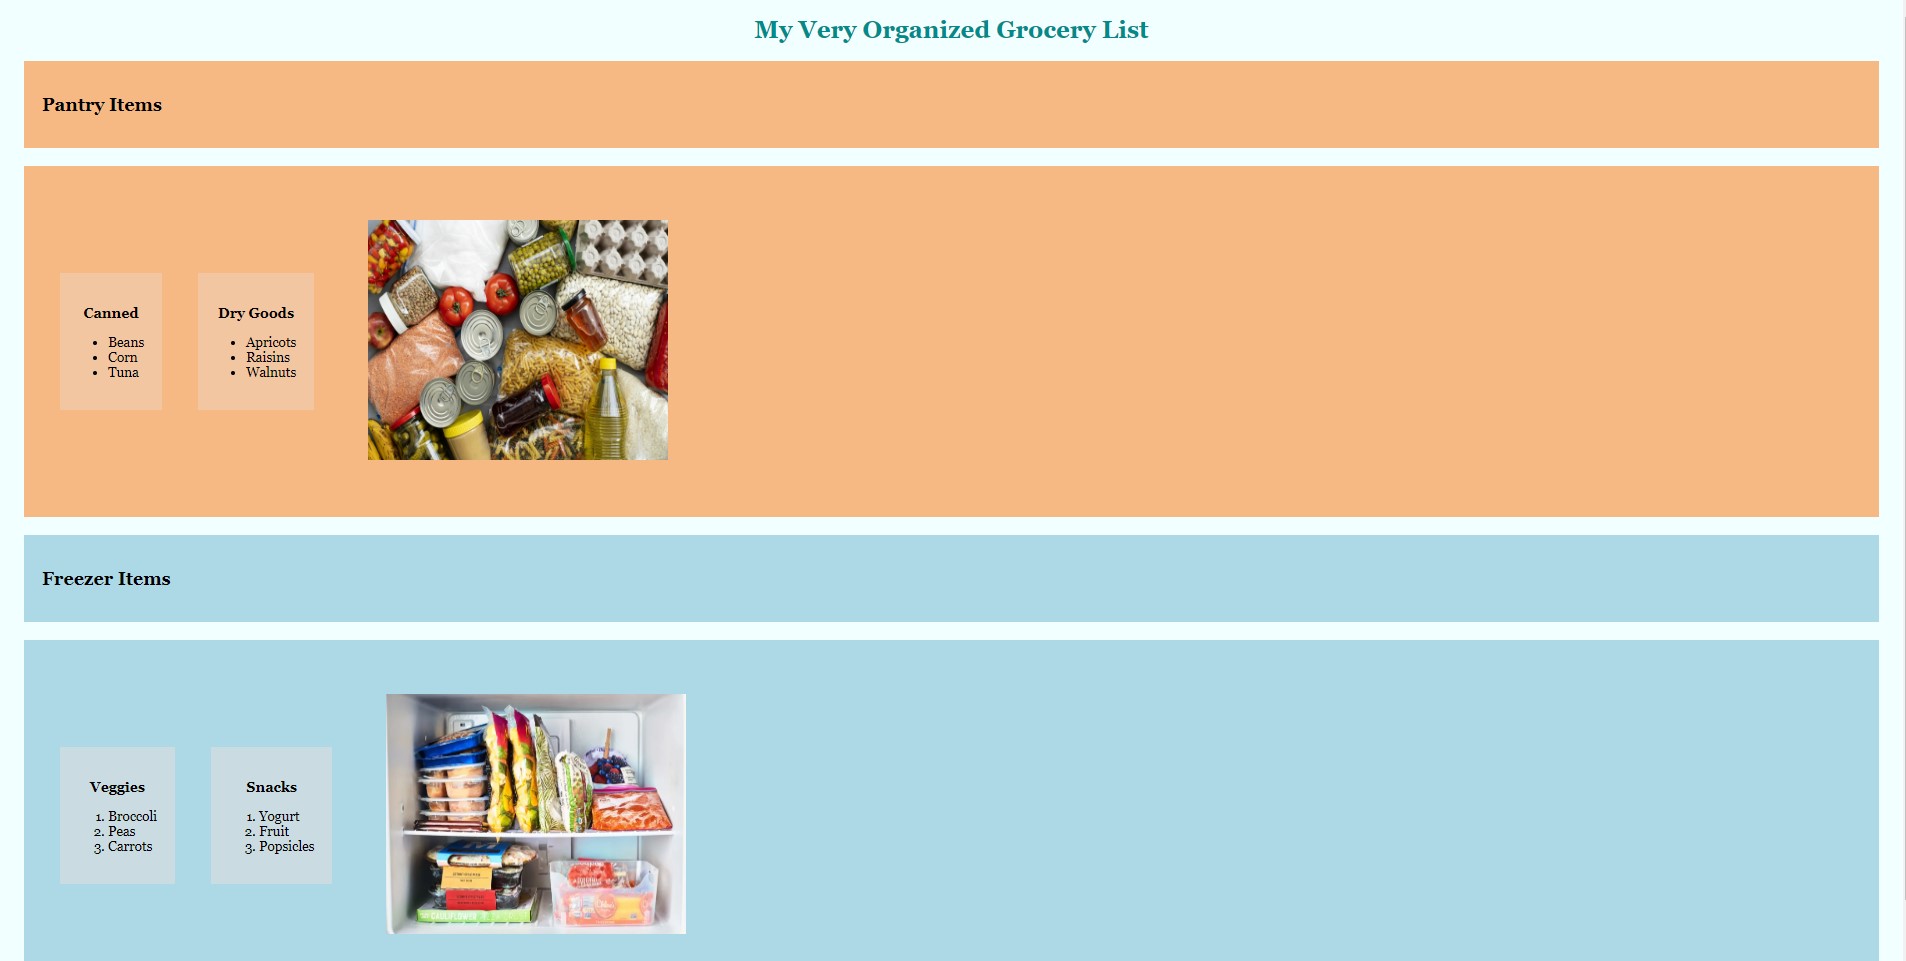 My Very Organized Grocery List
Pantry Items
Canned
• Beans
• Corn
• Tuna
Dry Goods
• Apricots
• Raisins
• Walnuts
Freezer Items
Veggies
1. Broccoli
2. Peas
3. Carrots
Snacks
1. Yogurt
2. Fruit
3. Popsicles
CAULIFLOWER